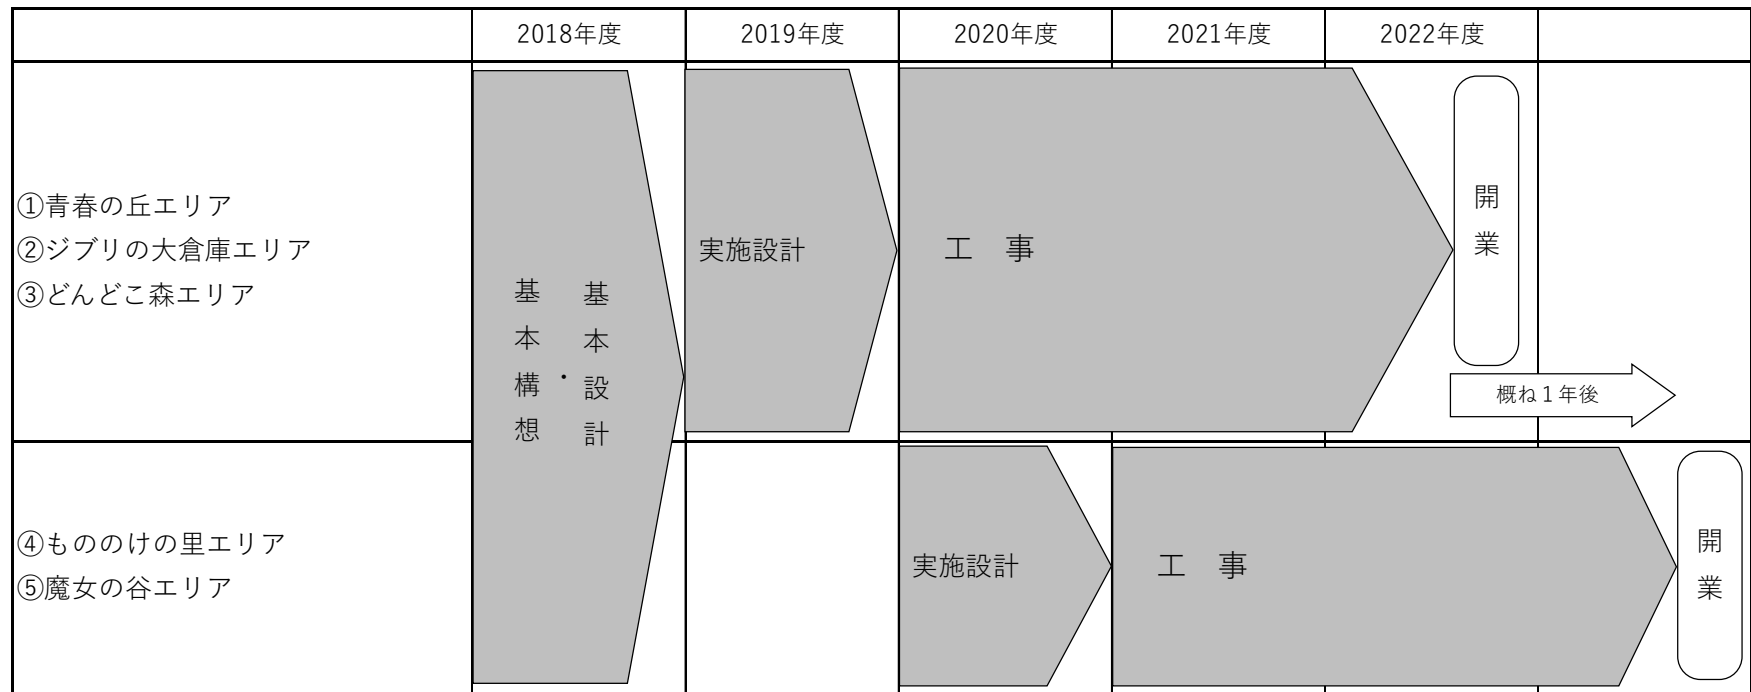 2018年度
2019年度
2020年度
2021年度
2022年度
①青春の丘エリア
②ジブリの大倉庫エリア
③どんどこ森エリア
基本構想・
基本設計
実施設計
工　事
開業
概ね１年後
④もののけの里エリア
⑤魔女の谷エリア
実施設計
工　事
開業